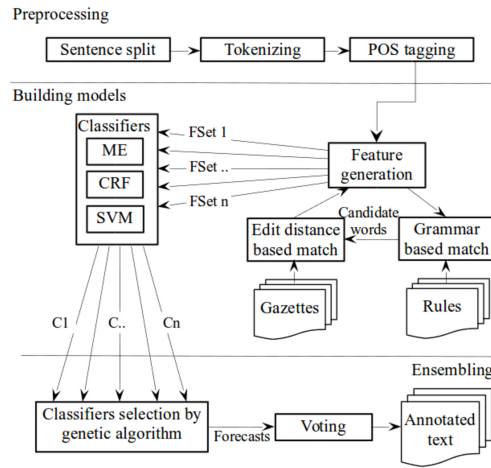 Preprocessing
Sentence split
Tokenizing
POS tagging
Building models
Classifiers
ME
CRF
SVM
FSet 1
FSet ..
FSet n
Feature
generation
Candidate
words
Edit distance
based match
Grammar
based match
Gazettes
Rules
C1
C..
Cn
Ensembling
Classifiers selection by
genetic algorithm
Forecasts
Voting
Annotated
text